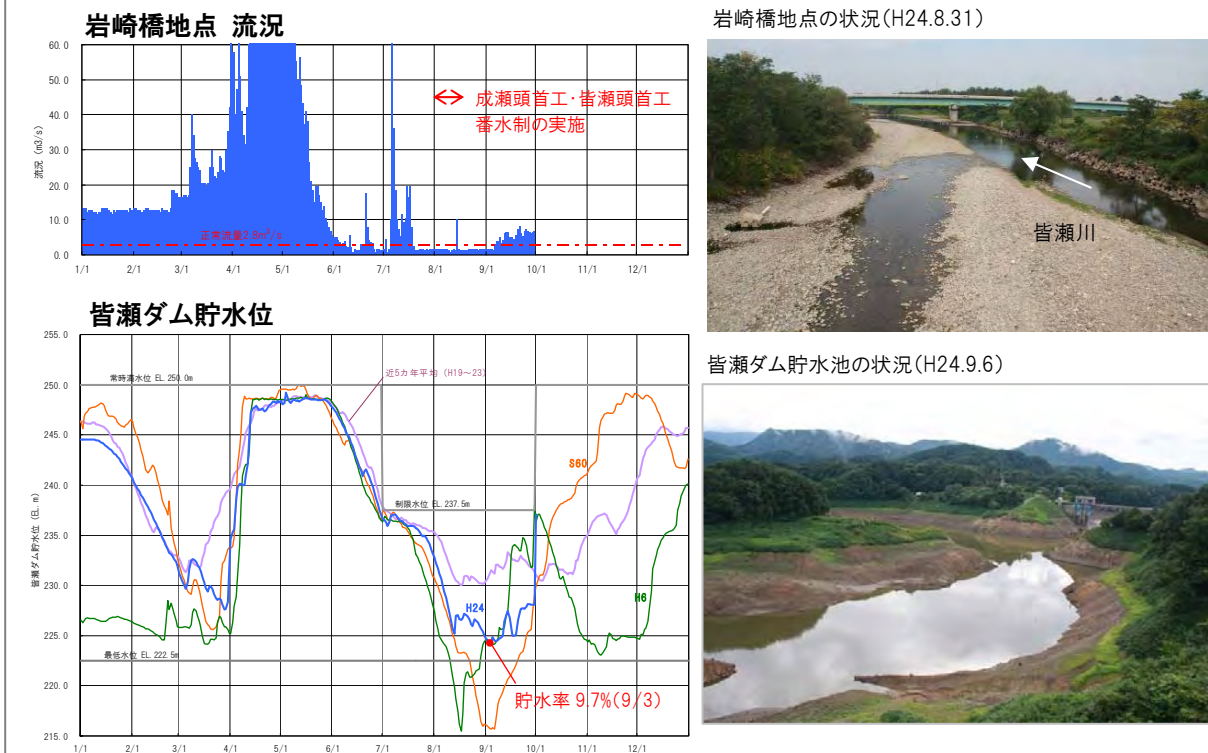 岩崎橋地点 流況
60.0
50.0
40.0
30.0
20.0
10.0
0.0
流況 (m3/s)
成瀬頭首工･皆瀬頭首工
番水制の実施
正常流量2.8m³/s
1/1 2/1 3/1 4/1 5/1 6/1 7/1 8/1 9/1 10/1 11/1 12/1
岩崎橋地点の状況(H24.8.31)
皆瀬川
皆瀬ダム貯水位
255.0
250.0
245.0
240.0
235.0
230.0
225.0
220.0
215.0
皆瀬ダム貯水位 (EL.m)
常時満水位 EL.250.0m
近5カ年平均 (H19～23)
制限水位 EL.237.5m
S60
H24
H6
最低水位 EL.222.5m
貯水率 9.7%(9/3)
1/1 2/1 3/1 4/1 5/1 6/1 7/1 8/1 9/1 10/1 11/1 12/1
皆瀬ダム貯水池の状況(H24.9.6)